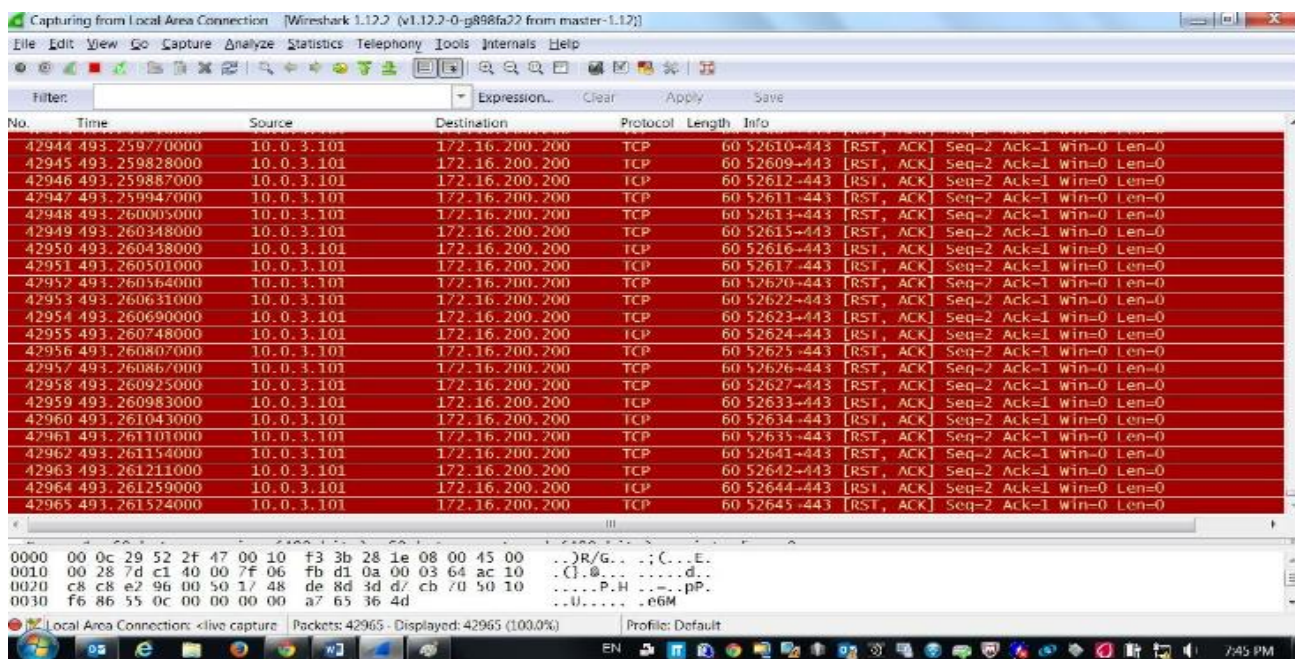 Capturing from Local Area Connection [Wireshark 1.12.2 (v1.12.2-0-g898fa22 from master-1.12)]
File Edit View Go Capture Analyze Statistics Telephony Tools Internals Help
Filter: Expression... Clear Apply Save
No. Time Source Destination Protocol Length Info
42944 493.259770000 10.0.3.101 172.16.200.200 TCP 60 52610→443 [RST, ACK] Seq=2 Ack=1 Win=0 Len=0
42945 493.259828000 10.0.3.101 172.16.200.200 TCP 60 52609→443 [RST, ACK] Seq=2 Ack=1 Win=0 Len=0
42946 493.259887000 10.0.3.101 172.16.200.200 TCP 60 52612→443 [RST, ACK] Seq=2 Ack=1 Win=0 Len=0
42947 493.259947000 10.0.3.101 172.16.200.200 TCP 60 52611→443 [RST, ACK] Seq=2 Ack=1 Win=0 Len=0
42948 493.260005000 10.0.3.101 172.16.200.200 TCP 60 52613→443 [RST, ACK] Seq=2 Ack=1 Win=0 Len=0
42949 493.260348000 10.0.3.101 172.16.200.200 TCP 60 52615→443 [RST, ACK] Seq=2 Ack=1 Win=0 Len=0
42950 493.260438000 10.0.3.101 172.16.200.200 TCP 60 52616→443 [RST, ACK] Seq=2 Ack=1 Win=0 Len=0
42951 493.260501000 10.0.3.101 172.16.200.200 TCP 60 52617→443 [RST, ACK] Seq=2 Ack=1 Win=0 Len=0
42952 493.260564000 10.0.3.101 172.16.200.200 TCP 60 52620→443 [RST, ACK] Seq=2 Ack=1 Win=0 Len=0
42953 493.260631000 10.0.3.101 172.16.200.200 TCP 60 52622→443 [RST, ACK] Seq=2 Ack=1 Win=0 Len=0
42954 493.260690000 10.0.3.101 172.16.200.200 TCP 60 52623→443 [RST, ACK] Seq=2 Ack=1 Win=0 Len=0
42955 493.260748000 10.0.3.101 172.16.200.200 TCP 60 52624→443 [RST, ACK] Seq=2 Ack=1 Win=0 Len=0
42956 493.260807000 10.0.3.101 172.16.200.200 TCP 60 52625→443 [RST, ACK] Seq=2 Ack=1 Win=0 Len=0
42957 493.260867000 10.0.3.101 172.16.200.200 TCP 60 52626→443 [RST, ACK] Seq=2 Ack=1 Win=0 Len=0
42958 493.260925000 10.0.3.101 172.16.200.200 TCP 60 52627→443 [RST, ACK] Seq=2 Ack=1 Win=0 Len=0
42959 493.260983000 10.0.3.101 172.16.200.200 TCP 60 52633→443 [RST, ACK] Seq=2 Ack=1 Win=0 Len=0
42960 493.261043000 10.0.3.101 172.16.200.200 TCP 60 52634→443 [RST, ACK] Seq=2 Ack=1 Win=0 Len=0
42961 493.261101000 10.0.3.101 172.16.200.200 TCP 60 52635→443 [RST, ACK] Seq=2 Ack=1 Win=0 Len=0
42962 493.261154000 10.0.3.101 172.16.200.200 TCP 60 52641→443 [RST, ACK] Seq=2 Ack=1 Win=0 Len=0
42963 493.261211000 10.0.3.101 172.16.200.200 TCP 60 52642→443 [RST, ACK] Seq=2 Ack=1 Win=0 Len=0
42964 493.261259000 10.0.3.101 172.16.200.200 TCP 60 52644→443 [RST, ACK] Seq=2 Ack=1 Win=0 Len=0
42965 493.261524000 10.0.3.101 172.16.200.200 TCP 60 52645→443 [RST, ACK] Seq=2 Ack=1 Win=0 Len=0
0000 00 0c 29 52 2f 47 00 10 f3 3b 28 1e 08 00 45 00 ..)R/G.. .;(...E.
0010 00 28 7d c1 40 00 7f 06 fb d1 0a 00 03 64 ac 10 .(}.@... .....d..
0020 c8 c8 e2 96 00 50 17 48 de 8d 3d d7 cb 70 50 10 .....P.H ..=..pP.
0030 f6 86 55 0c 00 00 00 00 a7 65 36 4d ..U..... .e6M
Local Area Connection: <live capture Packets: 42965 · Displayed: 42965 (100.0%) Profile: Default
EN 7:45 PM